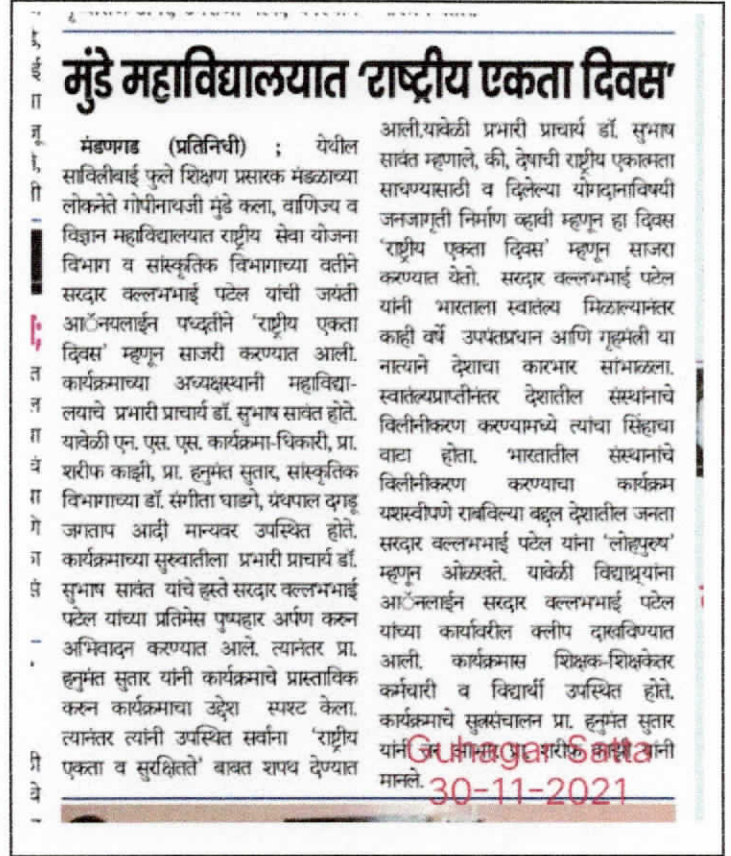 मुंडे महाविद्यालयात 'राष्ट्रीय एकता दिवस'
मंडणगड (प्रतिनिधी) ; येथील
सावित्रीबाई फुले शिक्षण प्रसारक मंडळाच्या
लोकनेते गोपीनाथजी मुंडे कला, वाणिज्य व
विज्ञान महाविद्यालयात राष्ट्रीय सेवा योजना
विभाग व सांस्कृतिक विभागाच्या वतीने
सरदार वल्लभभाई पटेल यांची जयंती
आॅनयलाईन पध्दतीने 'राष्ट्रीय एकता
दिवस' म्हणून साजरी करण्यात आली.
कार्यक्रमाच्या अध्यक्षस्थानी महाविद्या-
लयाचे प्रभारी प्राचार्य डॉ. सुभाष सावंत होते.
यावेळी एन. एस. एस. कार्यक्रमा-धिकारी, प्रा.
शरीफ काझी, प्रा. हनुमंत सुतार, सांस्कृतिक
विभागाच्या डॉ. संगीता घाडगे, ग्रंथपाल दगडू
जगताप आदी मान्यवर उपस्थित होते.
कार्यक्रमाच्या सुरुवातीला प्रभारी प्राचार्य डॉ.
सुभाष सावंत यांचे हस्ते सरदार वल्लभभाई
पटेल यांच्या प्रतिमेस पुष्पहार अर्पण करुन
अभिवादन करण्यात आले. त्यानंतर प्रा.
हनुमंत सुतार यांनी कार्यक्रमाचे प्रास्ताविक
करुन कार्यक्रमाचा उद्देश स्पश्ट केला.
त्यानंतर त्यांनी उपस्थित सर्वांना 'राष्ट्रीय
एकता व सुरक्षितते' बाबत शपथ देण्यात
आली.यावेळी प्रभारी प्राचार्य डॉ. सुभाष
सावंत म्हणाले, की, देषाची राष्ट्रीय एकात्मता
साधण्यासाठी व दिलेल्या योगदानाविषयी
जनजागृती निर्माण व्हावी म्हणून हा दिवस
'राष्ट्रीय एकता दिवस' म्हणून साजरा
करण्यात येतो. सरदार वल्लभभाई पटेल
यांनी भारताला स्वातंत्र्य मिळाल्यानंतर
काही वर्षे उपपंतप्रधान आणि गृहमंत्री या
नात्याने देशाचा कारभार सांभाळला.
स्वातंत्र्यप्राप्तीनंतर देशातील संस्थांनाचे
विलीनीकरण करण्यामध्ये त्यांचा सिंहाचा
वाटा होता. भारतातील संस्थानांचे
विलीनीकरण करण्याचा कार्यक्रम
यशस्वीपणे राबविल्या बद्दल देशातील जनता
सरदार वल्लभभाई पटेल यांना 'लोहपुरुष'
म्हणून ओळखते. यावेळी विद्यार्थ्यांना
आॅनलाईन सरदार वल्लभभाई पटेल
यांच्या कार्यावरील क्लीप दाखविण्यात
आली. कार्यक्रमास शिक्षक-शिक्षकेतर
कर्मचारी व विद्यार्थी उपस्थित होते.
कार्यक्रमाचे सुत्रसंचालन प्रा. हनुमंत सुतार
यांनी तर आभार प्रा. शरीफ काझी यांनी
मानले.
Guhagar Satta
30-11-2021